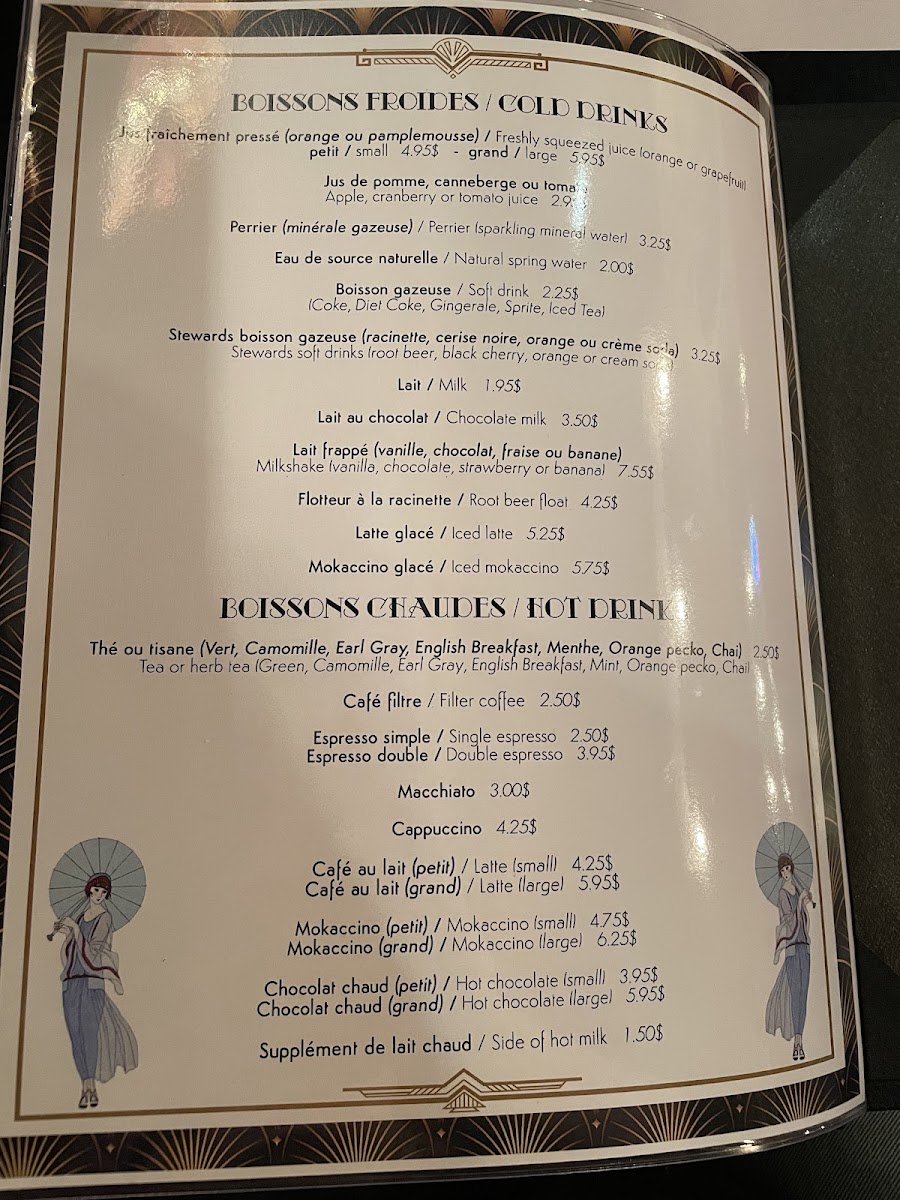 BOISSONS FROIDES / COLD DRINKS
Jus fraichement pressé (orange ou pamplemousse) / Freshly squeezed juice (orange or grapefruit)
petit / small 4.95$ - grand / large 5.95$
Jus de pomme, canneberge ou
Apple, cranberry or tomato juice
Perrier (minérale gazeuse) / Perrier (sparkling mineral water) 3.25$
Eau de source naturelle / Natural spring water 2.00$
Boisson gazeuse / Soft drink 2.25$
(Coke, Diet Coke, Gingerale, Sprite, Iced Tea)
Stewards boisson gazeuse (racinette, cerise noire, orange ou crème soda) 3.25$
Stewards soft drinks (root beer, black cherry, orange or cream
Lait / Milk 1.95$
Lait au chocolat / Chocolate milk 3.50$
Lait frappé (vanille, chocolat, fraise ou banane)
Milkshake (vanilla, chocolate, strawberry or banana) 7.55$
Flotteur à la racinette / Root beer float 4.25$
Latte glacé / Iced latte 5.25$
Mokaccino glacé / Iced mokaccino 5.75$
BOISSONS CHAUDES / HOT
Thé ou tisane (Vert, Camomille, Earl Gray, English Breakfast, Menthe, Orange pecko, Chai) 2.50$
Tea or herb tea (Green, Camomille, Earl Gray, English Breakfast, Mint, Orange pecko, Chai)
Café filtre / Filter coffee 2.50$
Espresso simple / Single espresso 2.50$
Espresso double / Double espresso 3.95$
Macchiato 3.00$
Cappuccino 4.25$
Café au lait (petit) / Latte (small) 4.25$
Café au lait (grand) / Latte (large) 5.95$
Mokaccino (petit) / Mokaccino (small) 4.75$
Mokaccino (grand) / Mokaccino (large) 6.25$
Chocolat chaud (petit) / Hot chocolate (small) 3.95$
Chocolat chaud (grand) / Hot chocolate (large) 5.95$
Supplément de lait chaud / Side of hot milk 1.50$